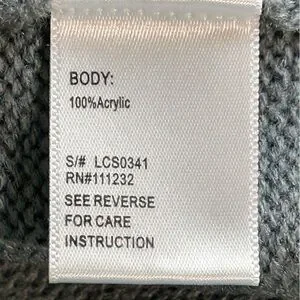 BODY:
100%Acrylic
S/# LCS0341
RN#111232
SEE REVERSE
FOR CARE
INSTRUCTION